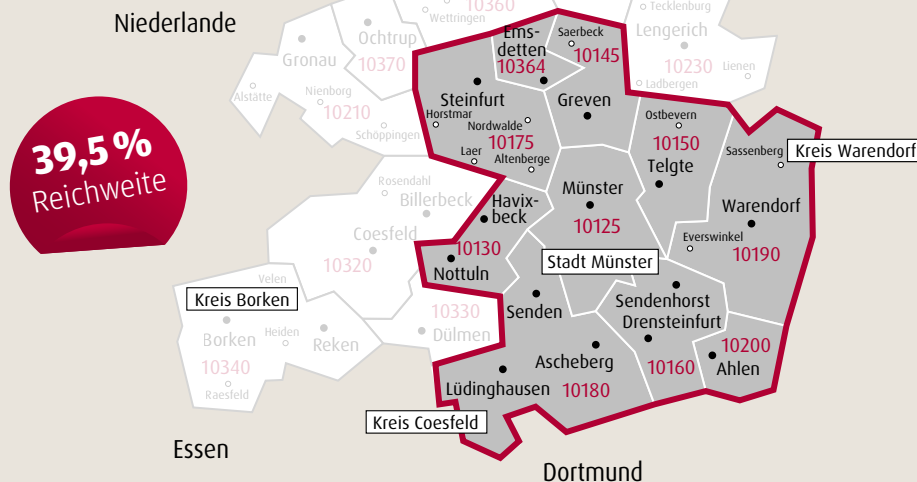 Niederlande
10360
Wettringen
Tecklenburg
Lengerich
10230
Lienen
Ladbergen
Ochtrup
10370
Gronau
Alstätte
Nienborg
10210
Schöppingen
Ems-
detten
10364
Saerbeck
10145
Greven
Steinfurt
Horstmar
Nordwalde
10175
Laer
Altenberge
Ostbevern
10150
Telgte
Sassenberg
Kreis Warendorf
39,5 %
Reichweite
Rosendahl
Billerbeck
Coesfeld
10320
Havix-
beck
10130
Nottuln
Münster
10125
Stadt Münster
Warendorf
Everswinkel
10190
Velen
Kreis Borken
Borken
Heiden
Reken
10340
Raesfeld
10330
Dülmen
Senden
Sendenhorst
Drensteinfurt
10200
Ahlen
10160
Ascheberg
Lüdinghausen
10180
Kreis Coesfeld
Essen
Dortmund